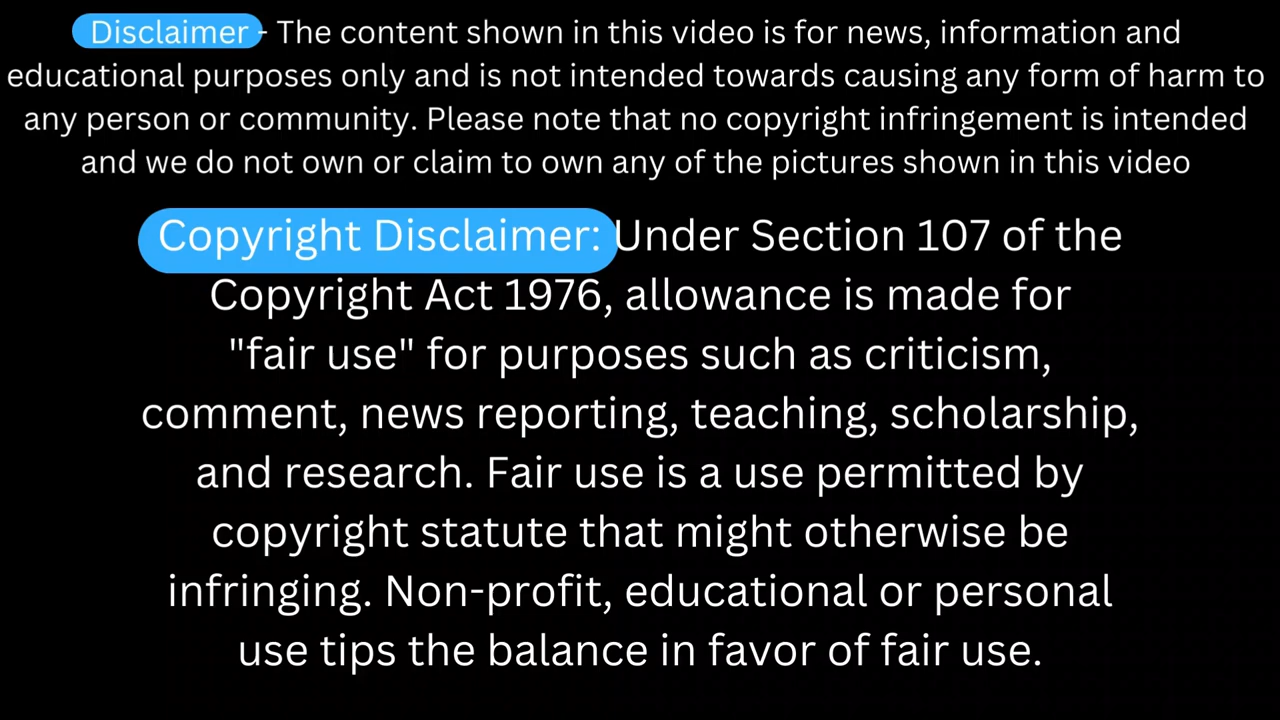 Disclaimer - The content shown in this video is for news, information and
educational purposes only and is not intended towards causing any form of harm to
any person or community. Please note that no copyright infringement is intended
and we do not own or claim to own any of the pictures shown in this video
Copyright Disclaimer: Under Section 107 of the
Copyright Act 1976, allowance is made for
"fair use" for purposes such as criticism,
comment, news reporting, teaching, scholarship,
and research. Fair use is a use permitted by
copyright statute that might otherwise be
infringing. Non-profit, educational or personal
use tips the balance in favor of fair use.